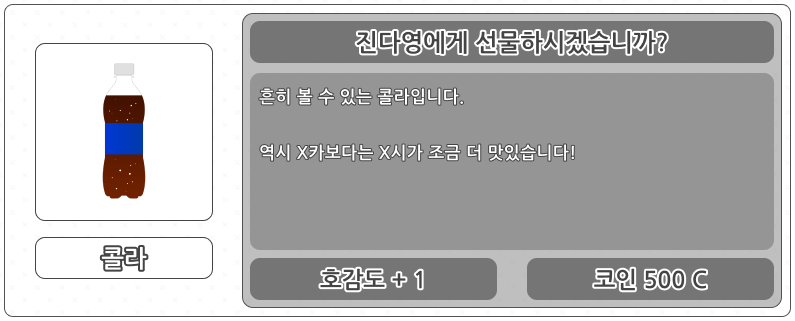 진다영에게 선물하시겠습니까?
흔히 볼 수 있는 콜라입니다.
역시 X카보다는 X시가 조금 더 맛있습니다!
콜라
호감도 + 1
코인 500 C